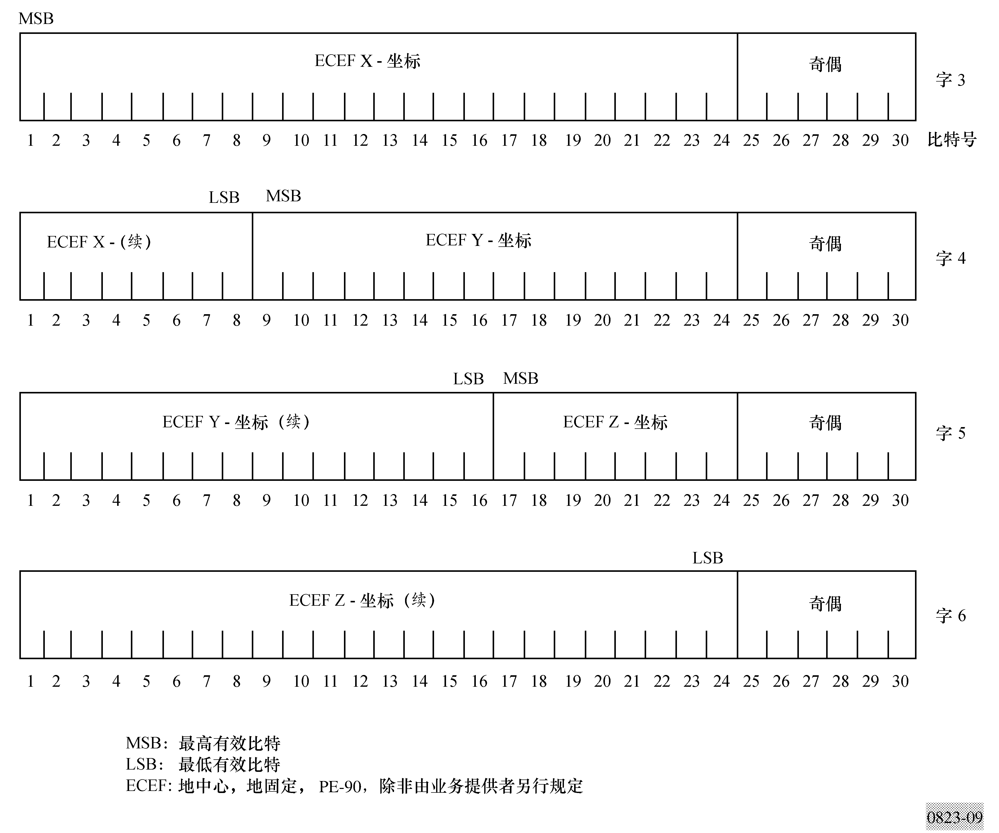 MSB
ECEF X - 坐标 奇偶 字 3
1 2 3 4 5 6 7 8 9 10 11 12 13 14 15 16 17 18 19 20 21 22 23 24 25 26 27 28 29 30 比特号
LSB MSB
ECEF X - (续) ECEF Y - 坐标 奇偶 字 4
1 2 3 4 5 6 7 8 9 10 11 12 13 14 15 16 17 18 19 20 21 22 23 24 25 26 27 28 29 30
LSB MSB
ECEF Y - 坐标（续） ECEF Z - 坐标 奇偶 字 5
1 2 3 4 5 6 7 8 9 10 11 12 13 14 15 16 17 18 19 20 21 22 23 24 25 26 27 28 29 30
LSB
ECEF Z - 坐标（续） 奇偶 字 6
1 2 3 4 5 6 7 8 9 10 11 12 13 14 15 16 17 18 19 20 21 22 23 24 25 26 27 28 29 30
MSB：最高有效比特
LSB：最低有效比特
ECEF: 地中心，地固定，PE-90，除非由业务提供者另行规定
0823-09